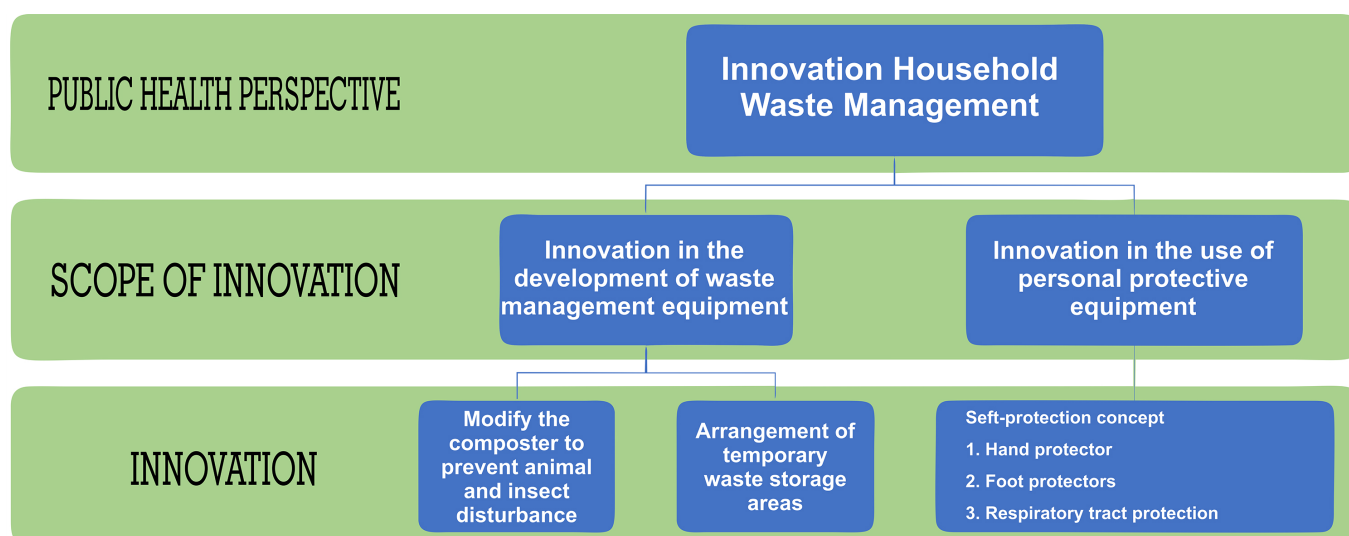 PUBLIC HEALTH PERSPECTIVE
Innovation Household
Waste Management
SCOPE OF INNOVATION
Innovation in the
development of waste
management equipment
Innovation in the use of
personal protective
equipment
INNOVATION
Modify the
composter to
prevent animal
and insect
disturbance
Arrangement of
temporary
waste storage
areas
Seft-protection concept
1. Hand protector
2. Foot protectors
3. Respiratory tract protection